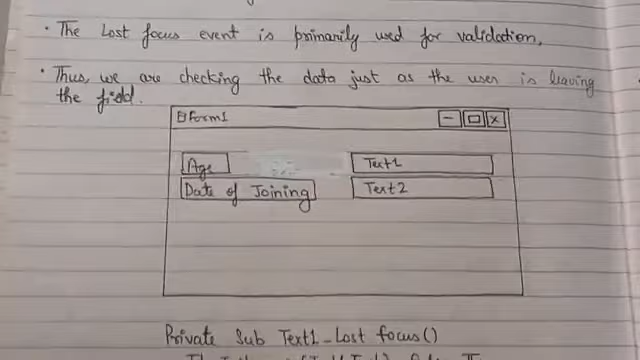 · The Lost focus event is primarily used for validation,
· Thus, we are checking the data just as the user is leaving
the field.
Form1
Age Text1
Date of Joining Text2
Private Sub Text1_Lost focus()